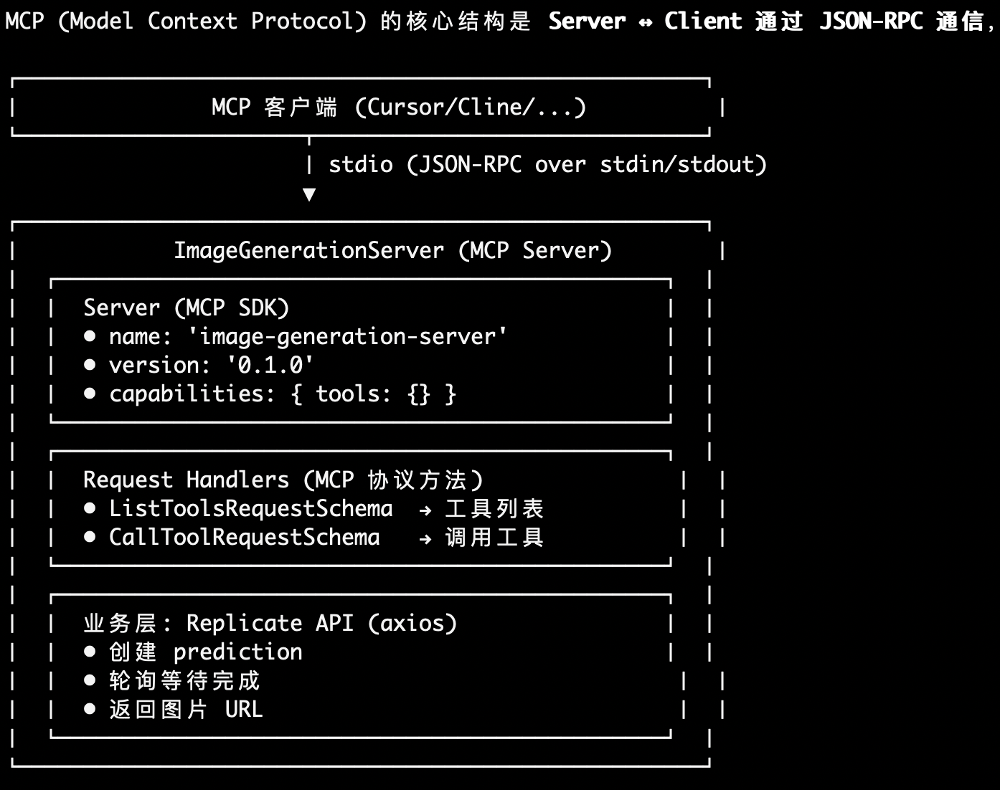 MCP (Model Context Protocol) 的核心结构是 Server ↔ Client 通过 JSON-RPC 通信,
MCP 客户端 (Cursor/Cline/...)
stdio (JSON-RPC over stdin/stdout)
▼
ImageGenerationServer (MCP Server)
Server (MCP SDK)
● name: 'image-generation-server'
● version: '0.1.0'
● capabilities: { tools: {} }
Request Handlers (MCP 协议方法)
● ListToolsRequestSchema → 工具列表
● CallToolRequestSchema → 调用工具
业务层: Replicate API (axios)
● 创建 prediction
● 轮询等待完成
● 返回图片 URL